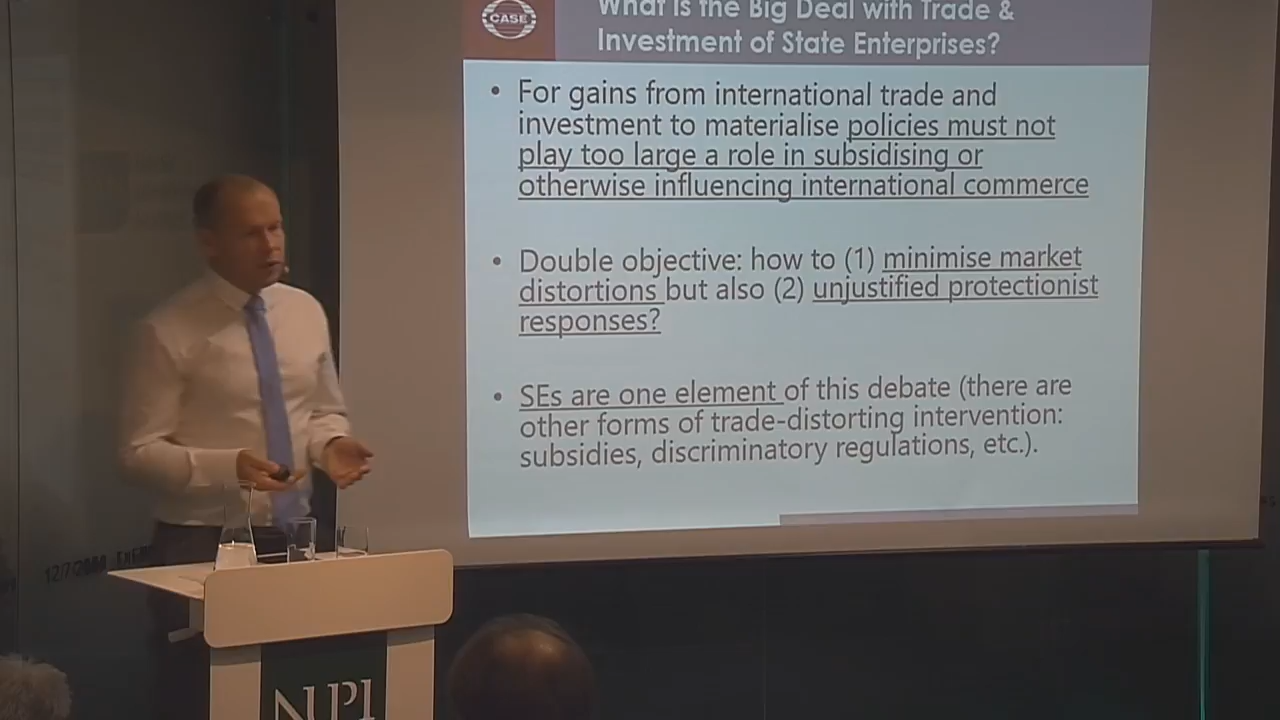 CASE
What is the Big Deal with Trade &
Investment of State Enterprises?
• For gains from international trade and
investment to materialise policies must not
play too large a role in subsidising or
otherwise influencing international commerce
• Double objective: how to (1) minimise market
distortions but also (2) unjustified protectionist
responses?
• SEs are one element of this debate (there are
other forms of trade-distorting intervention:
subsidies, discriminatory regulations, etc.).
NUPI